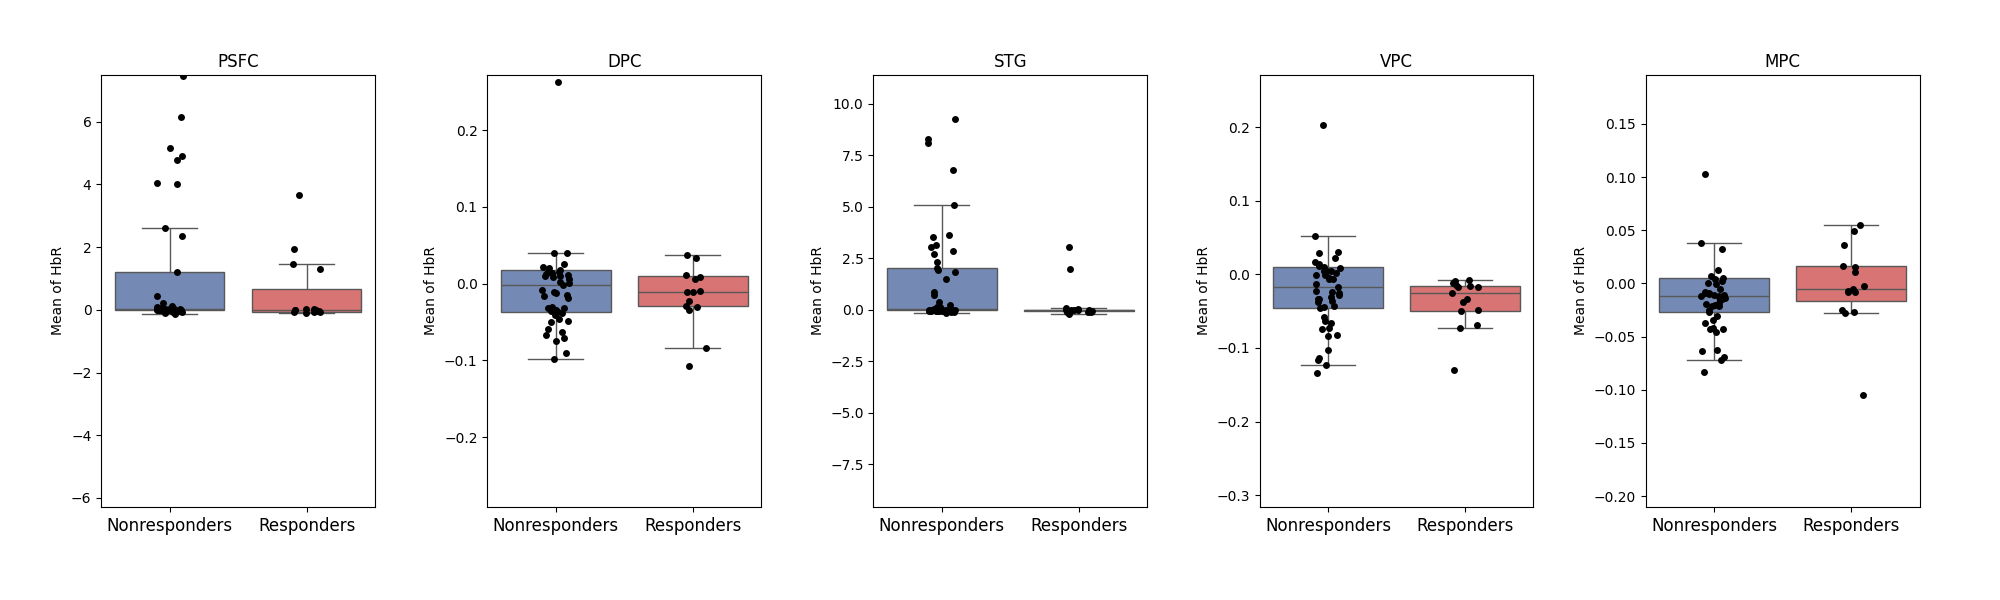 PSFC
DPC
STG
VPC
MPC
Mean of HbR
6
4
2
0
−2
−4
−6
Nonresponders
Responders
Mean of HbR
0.2
0.1
0.0
−0.1
−0.2
Nonresponders
Responders
Mean of HbR
10.0
7.5
5.0
2.5
0.0
−2.5
−5.0
−7.5
Nonresponders
Responders
Mean of HbR
0.2
0.1
0.0
−0.1
−0.2
−0.3
Nonresponders
Responders
Mean of HbR
0.15
0.10
0.05
0.00
−0.05
−0.10
−0.15
−0.20
Nonresponders
Responders